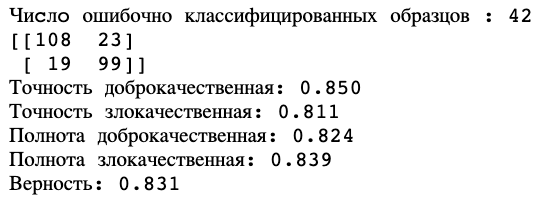 Число ошибочно классифицированных образцов : 42
[[108 23]
[ 19 99]]
Точность доброкачественная: 0.850
Точность злокачественная: 0.811
Полнота доброкачественная: 0.824
Полнота злокачественная: 0.839
Верность: 0.831